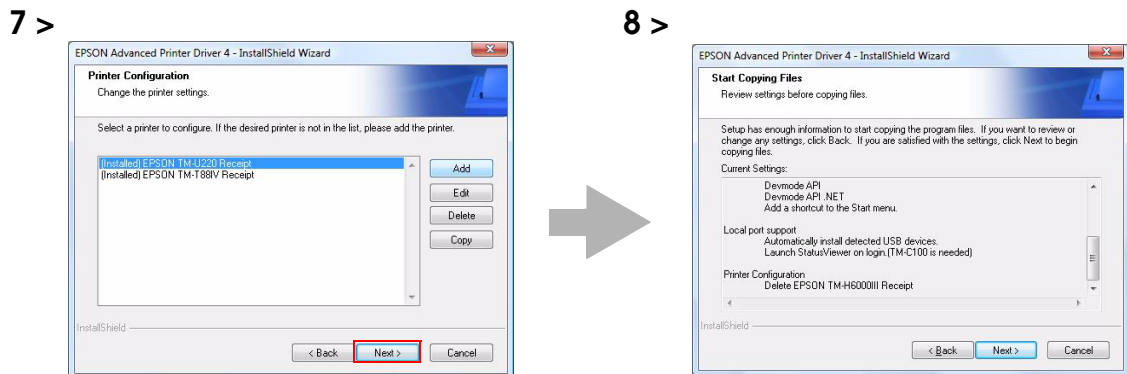 7 >
EPSON Advanced Printer Driver 4 - InstallShield Wizard
Printer Configuration
Change the printer settings.
Select a printer to configure. If the desired printer is not in the list, please add the printer.
(Installed) EPSON TM-U220 Receipt
(Installed) EPSON TM-T88IV Receipt
Add
Edit
Delete
Copy
InstallShield
< Back Next > Cancel
8 >
EPSON Advanced Printer Driver 4 - InstallShield Wizard
Start Copying Files
Review settings before copying files.
Setup has enough information to start copying the program files. If you want to review or
change any settings, click Back. If you are satisfied with the settings, click Next to begin
copying files.
Current Settings:
Devmode API
Devmode API .NET
Add a shortcut to the Start menu.
Local port support
Automatically install detected USB devices.
Launch StatusViewer on login.(TM-C100 is needed)
Printer Configuration
Delete EPSON TM-H6000III Receipt
InstallShield
< Back Next > Cancel